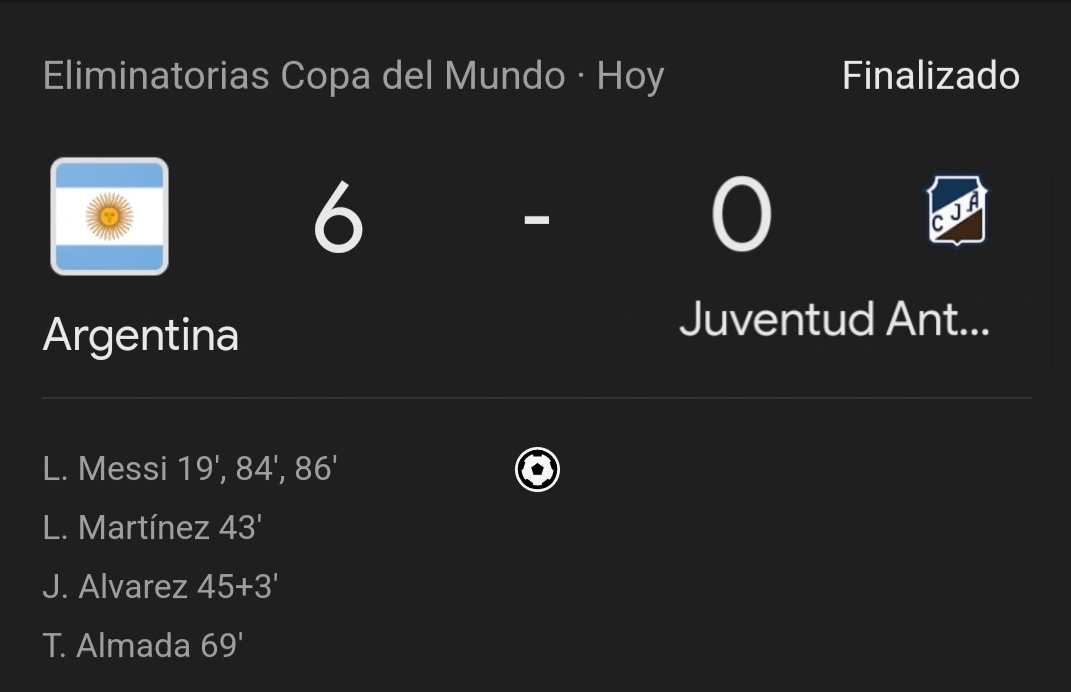 Eliminatorias Copa del Mundo · Hoy Finalizado
6 - 0
CJA
Argentina Juventud Ant...
L. Messi 19', 84', 86'
L. Martínez 43'
J. Alvarez 45+3'
T. Almada 69'